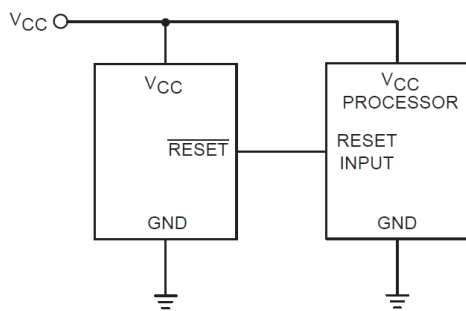 VCC
VCC
RESET
GND
VCC
PROCESSOR
RESET
INPUT
GND